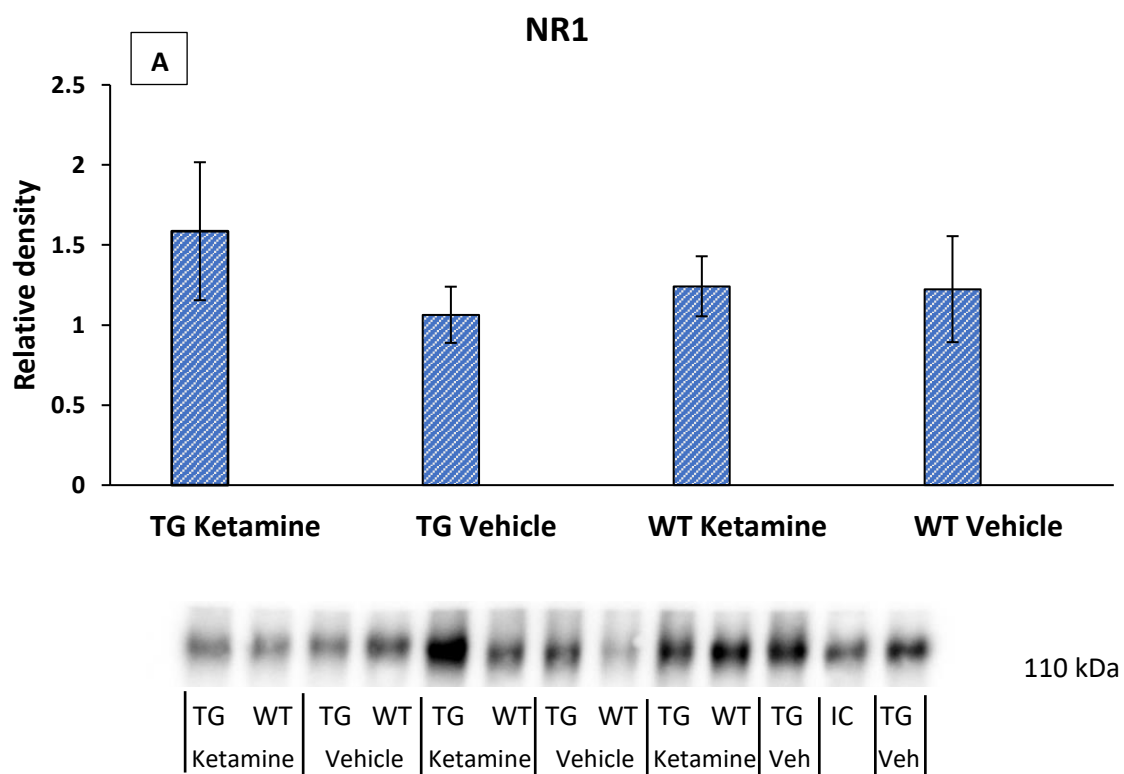 NR1
A
2.5
2
1.5
1
0.5
0
Relative density
TG Ketamine TG Vehicle WT Ketamine WT Vehicle
110 kDa
TG WT TG WT TG WT TG WT TG WT TG IC TG
Ketamine Vehicle Ketamine Vehicle Ketamine Veh Veh